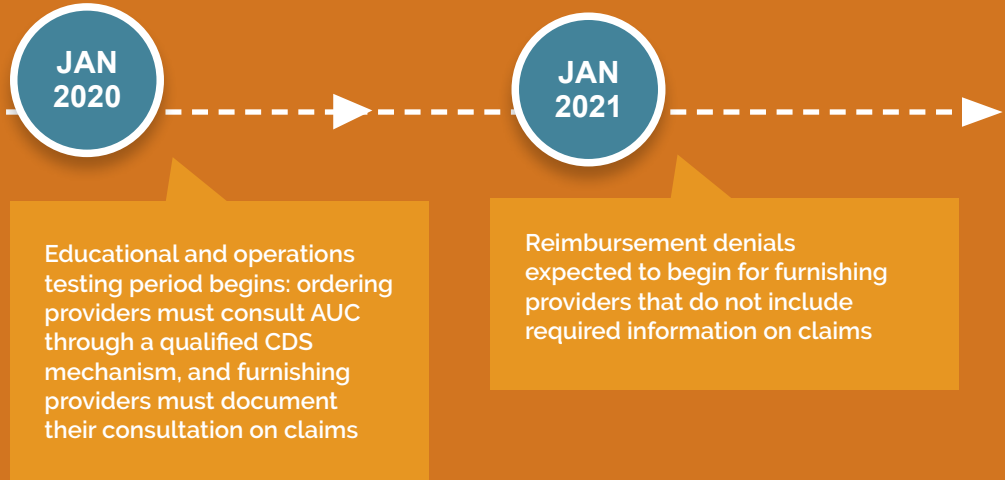 JAN
2020
Educational and operations
testing period begins: ordering
providers must consult AUC
through a qualified CDS
mechanism, and furnishing
providers must document
their consultation on claims
JAN
2021
Reimbursement denials
expected to begin for furnishing
providers that do not include
required information on claims